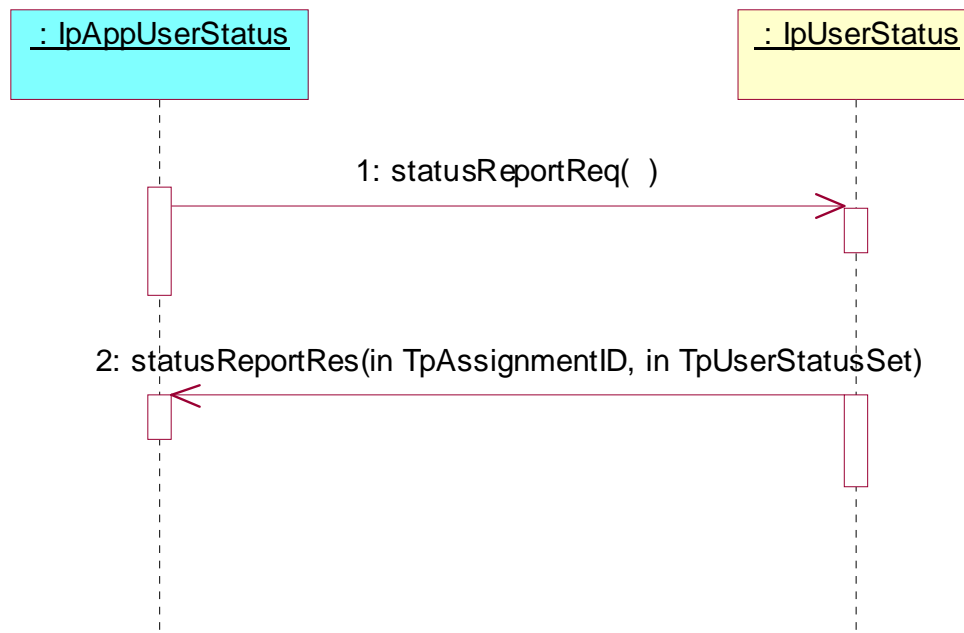 : IpAppUserStatus
: IpUserStatus
1: statusReportReq( )
2: statusReportRes(in TpAssignmentID, in TpUserStatusSet)